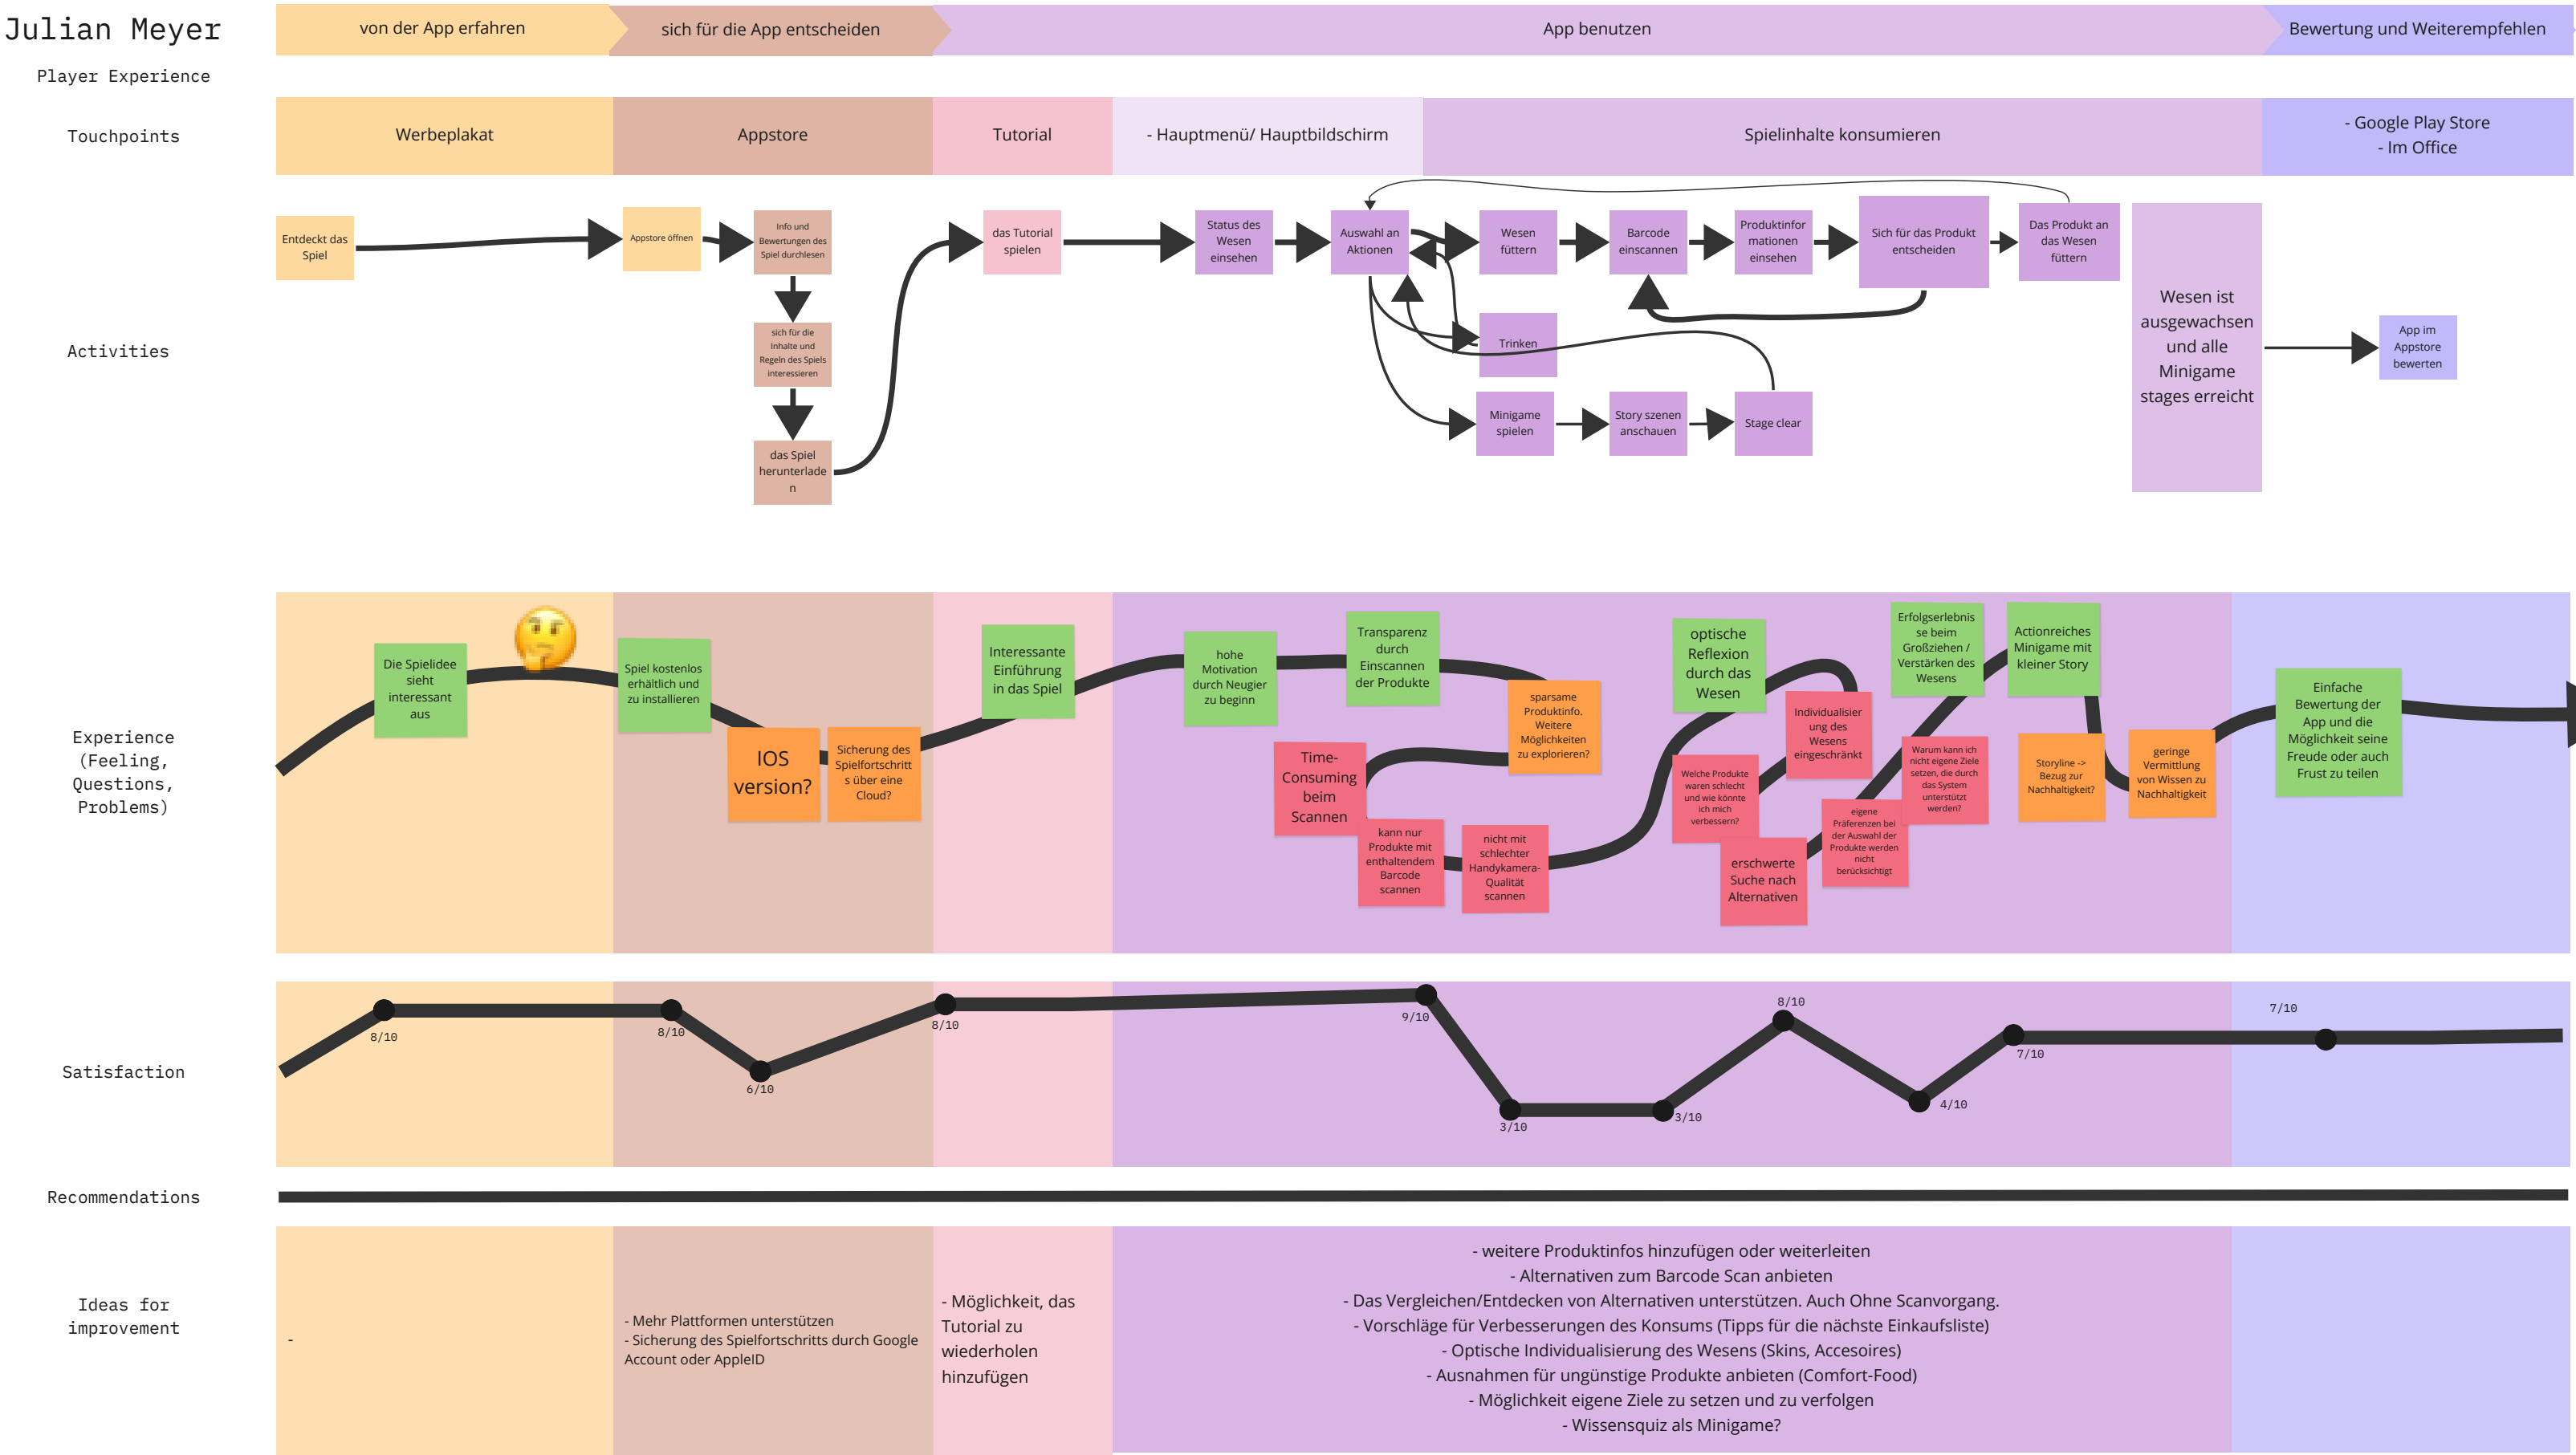 Julian Meyer
von der App erfahren
sich für die App entscheiden
App benutzen
Bewertung und Weiterempfehlen
Player Experience
Touchpoints
Werbeplakat
Appstore
Tutorial
- Hauptmenü/ Hauptbildschirm
Spielinhalte konsumieren
- Google Play Store
- Im Office
Activities
Entdeckt das
Spiel
Appstore öffnen
Info und
Bewertungen des
Spiel durchlesen
sich für die
Inhalte und
Regeln des Spiels
interessieren
das Spiel
herunterlade
n
das Tutorial
spielen
Status des
Wesen
einsehen
Auswahl an
Aktionen
Wesen
füttern
Barcode
einscannen
Produktinfor
mationen
einsehen
Sich für das Produkt
entscheiden
Das Produkt an
das Wesen
füttern
Trinken
Minigame
spielen
Story szenen
anschauen
Stage clear
Wesen ist
ausgewachsen
und alle
Minigame
stages erreicht
App im
Appstore
bewerten
Experience
(Feeling,
Questions,
Problems)
Die Spielidee
sieht
interessant
aus
Spiel kostenlos
erhältlich und
zu installieren
IOS
version?
Sicherung des
Spielfortschritt
s über eine
Cloud?
Interessante
Einführung
in das Spiel
hohe
Motivation
durch Neugier
zu beginn
Transparenz
durch
Einscannen
der Produkte
sparsame
Produktinfo.
Weitere
Möglichkeiten
zu explorieren?
Time-
Consuming
beim
Scannen
kann nur
Produkte mit
enthaltendem
Barcode
scannen
nicht mit
schlechter
Handykamera-
Qualität
scannen
optische
Reflexion
durch das
Wesen
Individualisier
ung des
Wesens
eingeschränkt
Welche Produkte
waren schlecht
und wie könnte
ich mich
verbessern?
erschwerte
Suche nach
Alternativen
eigene
Präferenzen bei
der Auswahl der
Produkte werden
nicht
berücksichtigt
Warum kann ich
nicht eigene Ziele
setzen, die durch
das System
unterstützt
werden?
Erfolgserlebnis
se beim
Großziehen /
Verstärken des
Wesens
Actionreiches
Minigame mit
kleiner Story
Storyline ->
Bezug zur
Nachhaltigkeit?
geringe
Vermittlung
von Wissen zu
Nachhaltigkeit
Einfache
Bewertung der
App und die
Möglichkeit seine
Freude oder auch
Frust zu teilen
Satisfaction
8/10
8/10
6/10
8/10
9/10
3/10
3/10
8/10
4/10
7/10
7/10
Recommendations
Ideas for
improvement
-
- Mehr Plattformen unterstützen
- Sicherung des Spielfortschritts durch Google
Account oder AppleID
- Möglichkeit, das
Tutorial zu
wiederholen
hinzufügen
- weitere Produktinfos hinzufügen oder weiterleiten
- Alternativen zum Barcode Scan anbieten
- Das Vergleichen/Entdecken von Alternativen unterstützen. Auch Ohne Scanvorgang.
- Vorschläge für Verbesserungen des Konsums (Tipps für die nächste Einkaufsliste)
- Optische Individualisierung des Wesens (Skins, Accesoires)
- Ausnahmen für ungünstige Produkte anbieten (Comfort-Food)
- Möglichkeit eigene Ziele zu setzen und zu verfolgen
- Wissensquiz als Minigame?